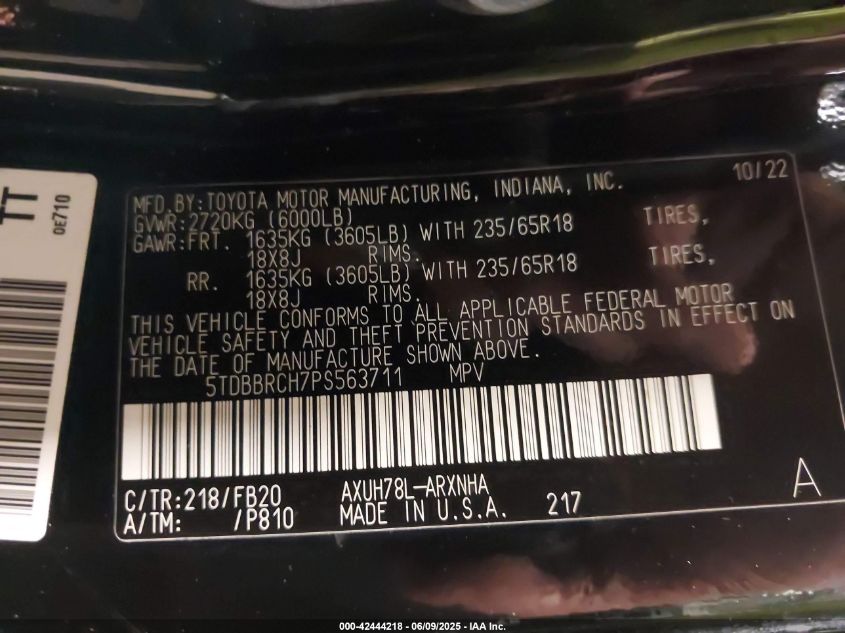 TT
0E710
MFD.BY:TOYOTA MOTOR MANUFACTURING, INDIANA, INC. 10/22
GVWR:2720KG (6000LB)
GAWR:FRT. 1635KG (3605LB) WITH 235/65R18 TIRES,
18X8J RIMS.
RR. 1635KG (3605LB) WITH 235/65R18 TIRES,
18X8J RIMS.
THIS VEHICLE CONFORMS TO ALL APPLICABLE FEDERAL MOTOR
VEHICLE SAFETY AND THEFT PREVENTION STANDARDS IN EFFECT ON
THE DATE OF MANUFACTURE SHOWN ABOVE.
5TDBBRCH7PS563711 MPV
C/TR:218/FB20 AXUH78L-ARXNHA
A/TM: /P810 MADE IN U.S.A. 217 A
000-42444218 - 06/09/2025 - IAA Inc.